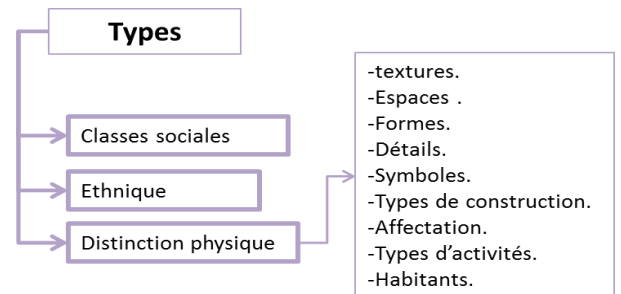 Types
Classes sociales
Ethnique
Distinction physique
-textures.
-Espaces .
-Formes.
-Détails.
-Symboles.
-Types de construction.
-Affectation.
-Types d’activités.
-Habitants.